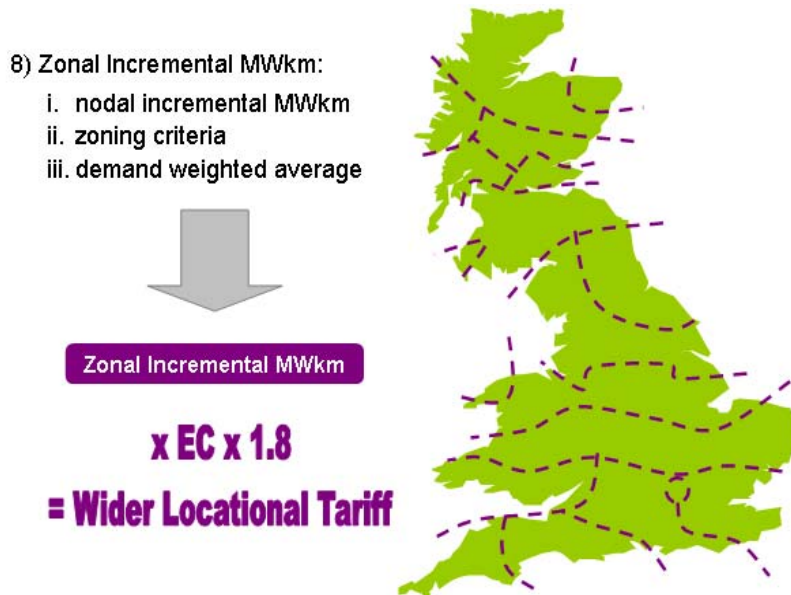 8) Zonal Incremental MWkm:
i. nodal incremental MWkm
ii. zoning criteria
iii. demand weighted average
Zonal Incremental MWkm
x EC x 1.8
= Wider Locational Tariff